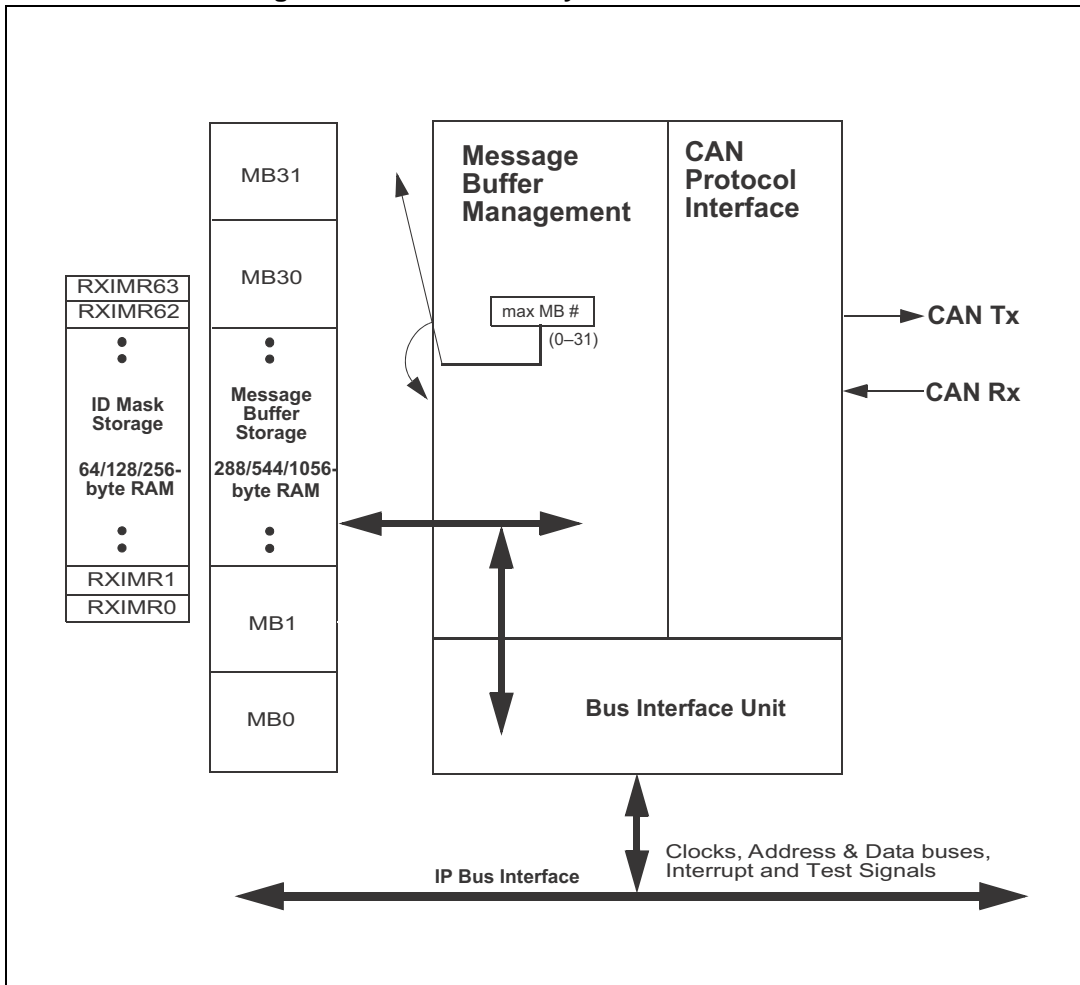 MB31
MB30
RXIMR63
RXIMR62
ID Mask
Storage
64/128/256-
byte RAM
RXIMR1
RXIMR0
Message
Buffer
Storage
288/544/1056-
byte RAM
MB1
MB0
Message
Buffer
Management
max MB #
(0–31)
CAN
Protocol
Interface
CAN Tx
CAN Rx
Bus Interface Unit
Clocks, Address & Data buses,
Interrupt and Test Signals
IP Bus Interface